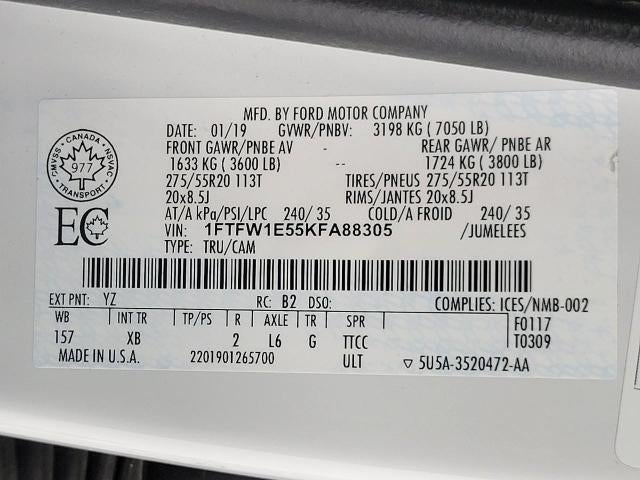 MFD. BY FORD MOTOR COMPANY
DATE: 01/19 GVWR/PNBV: 3198 KG ( 7050 LB)
FRONT GAWR/PNBE AV - REAR GAWR/ PNBE AR
1633 KG ( 3600 LB) -- 1724 KG ( 3800 LB)
275/55R20 113T TIRES/PNEUS 275/55R20 113T
20x8.5J RIMS/JANTES 20x8.5J
AT/A kPa/PSI/LPC 240/ 35 COLD/A FROID 240/ 35
VIN: 1FTFW1E55KFA88305 /JUMELEES
TYPE: TRU/CAM
CMVSS - CANADA - NSVAC
977
TRANSPORT
EC
EXT PNT: YZ RC: B2 DSO: COMPLIES: ICES/NMB-002
WB INT TR TP/PS R AXLE TR SPR F0117
157 XB 2 L6 G TTCC T0309
MADE IN U.S.A. 2201901265700 ULT ▽ 5U5A-3520472-AA